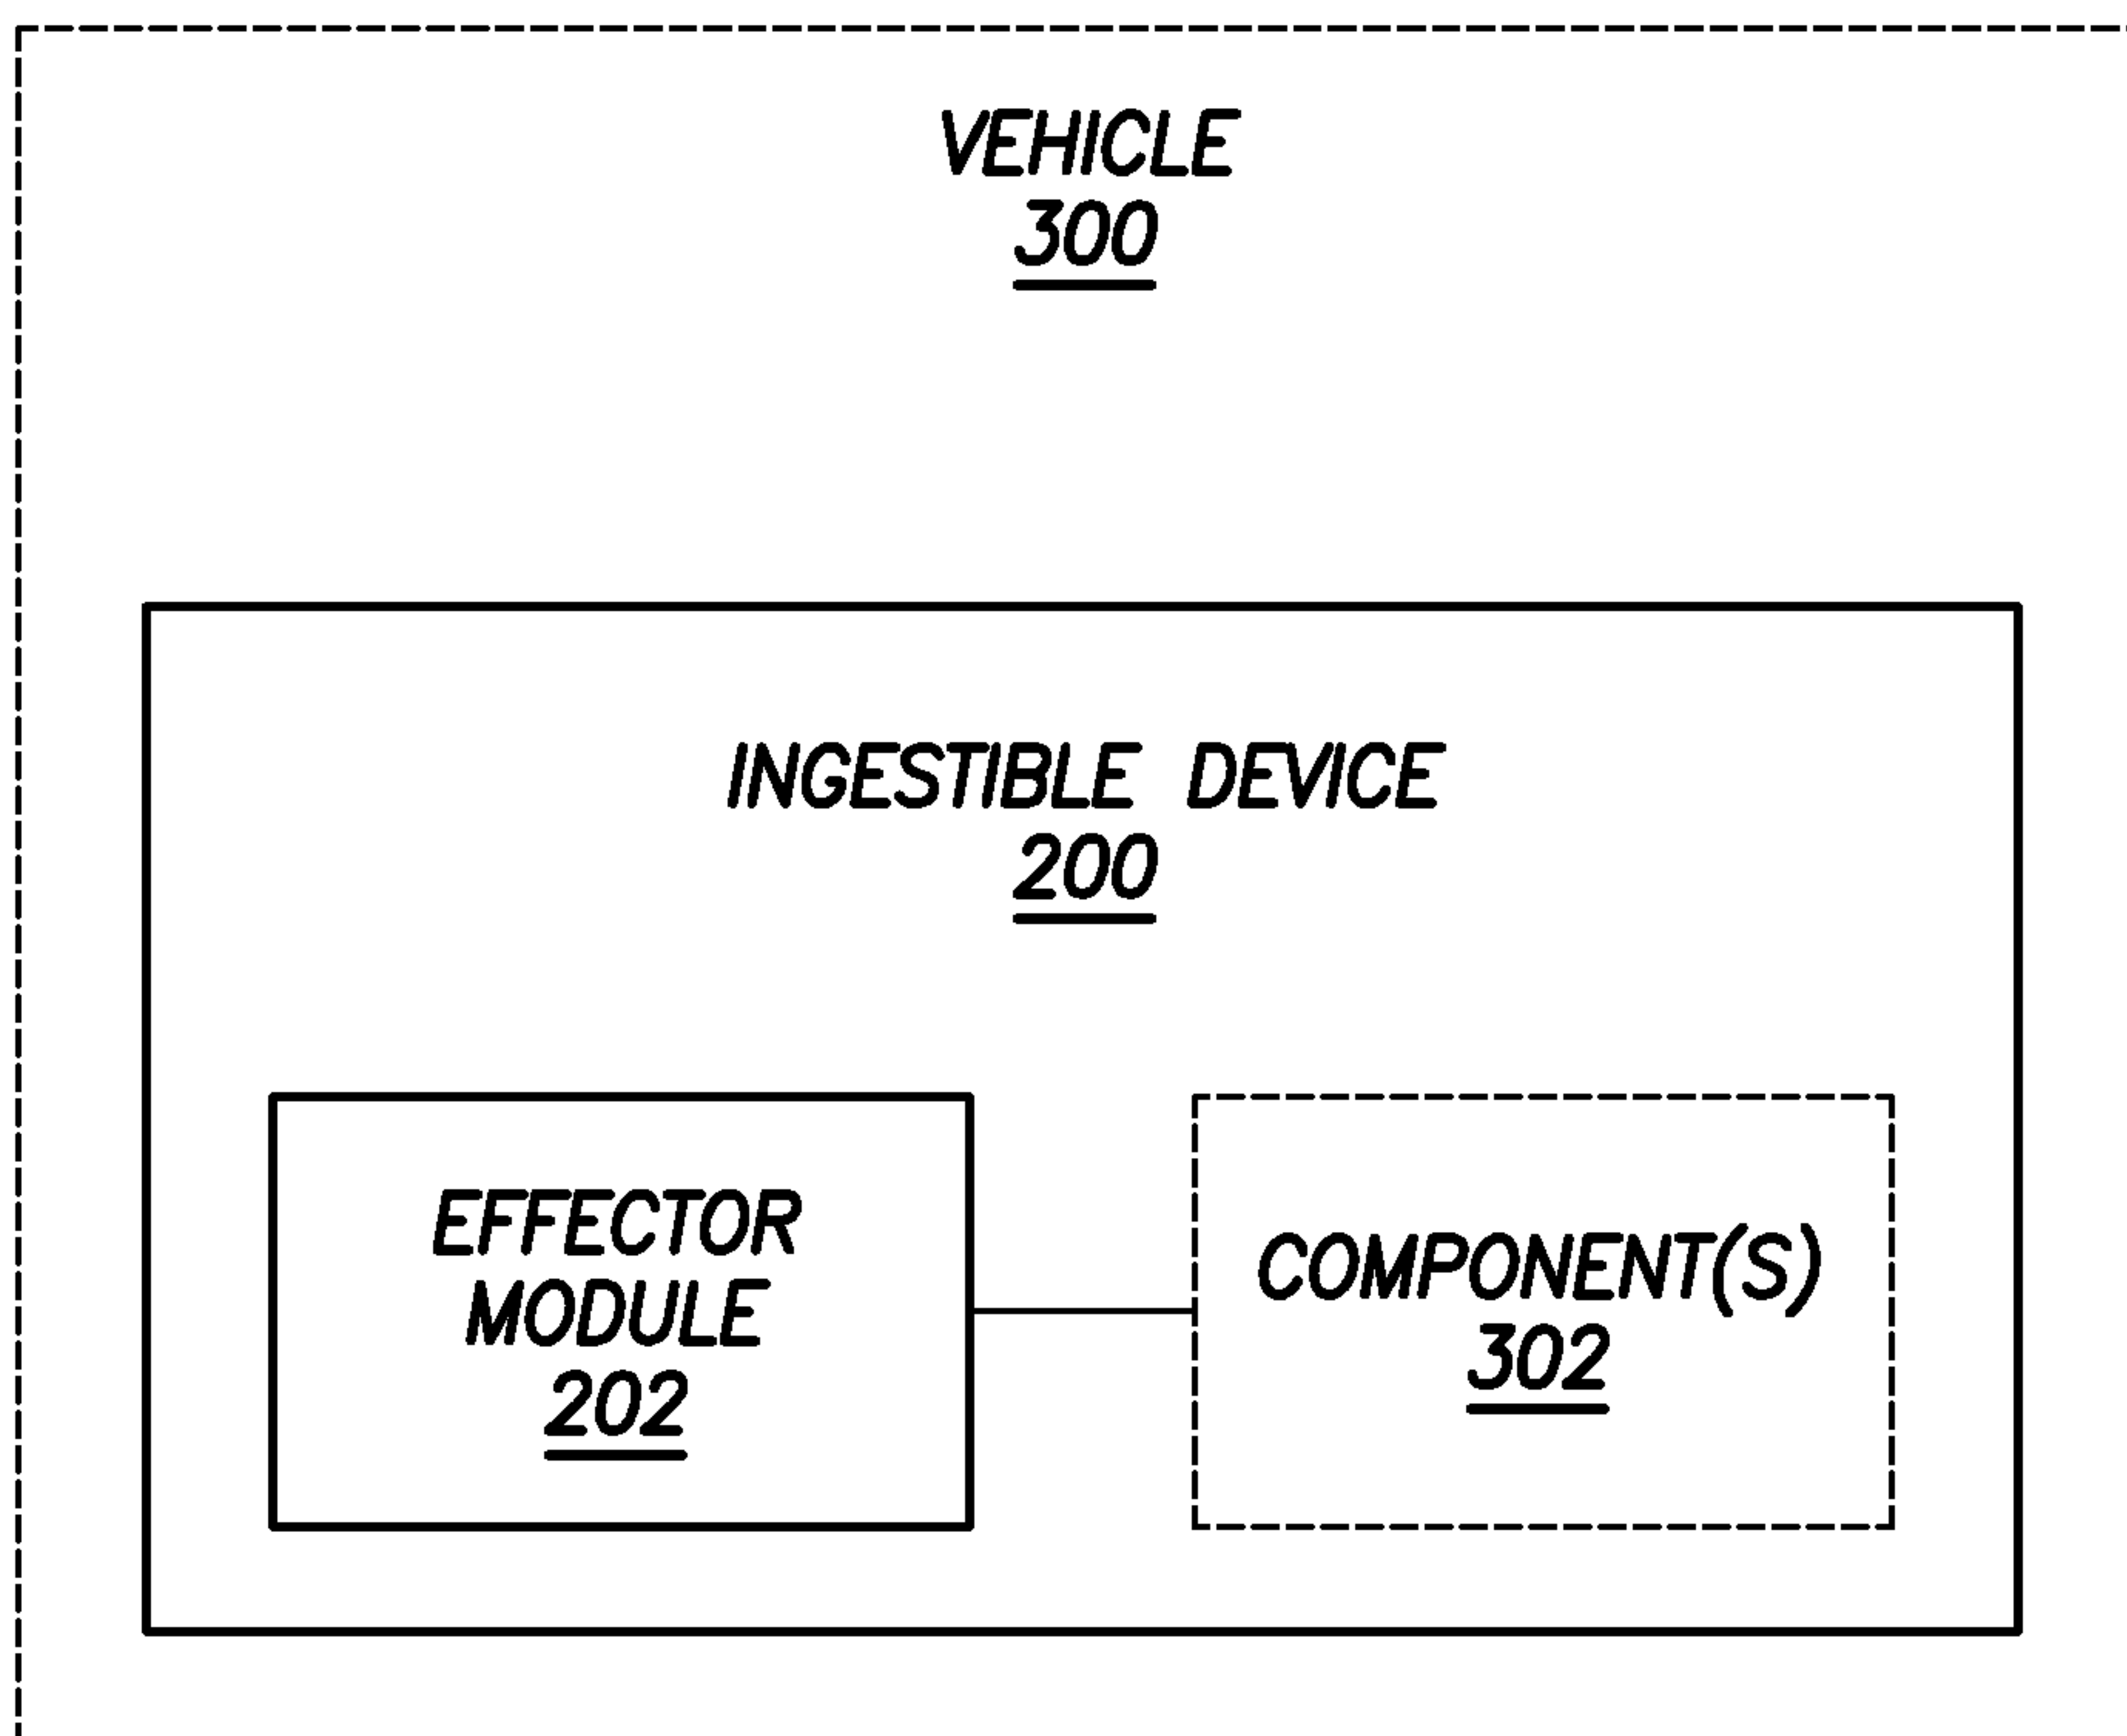 VEHICLE
300
INGESTIBLE DEVICE
200
EFFECTOR
MODULE
202
COMPONENT(S)
302